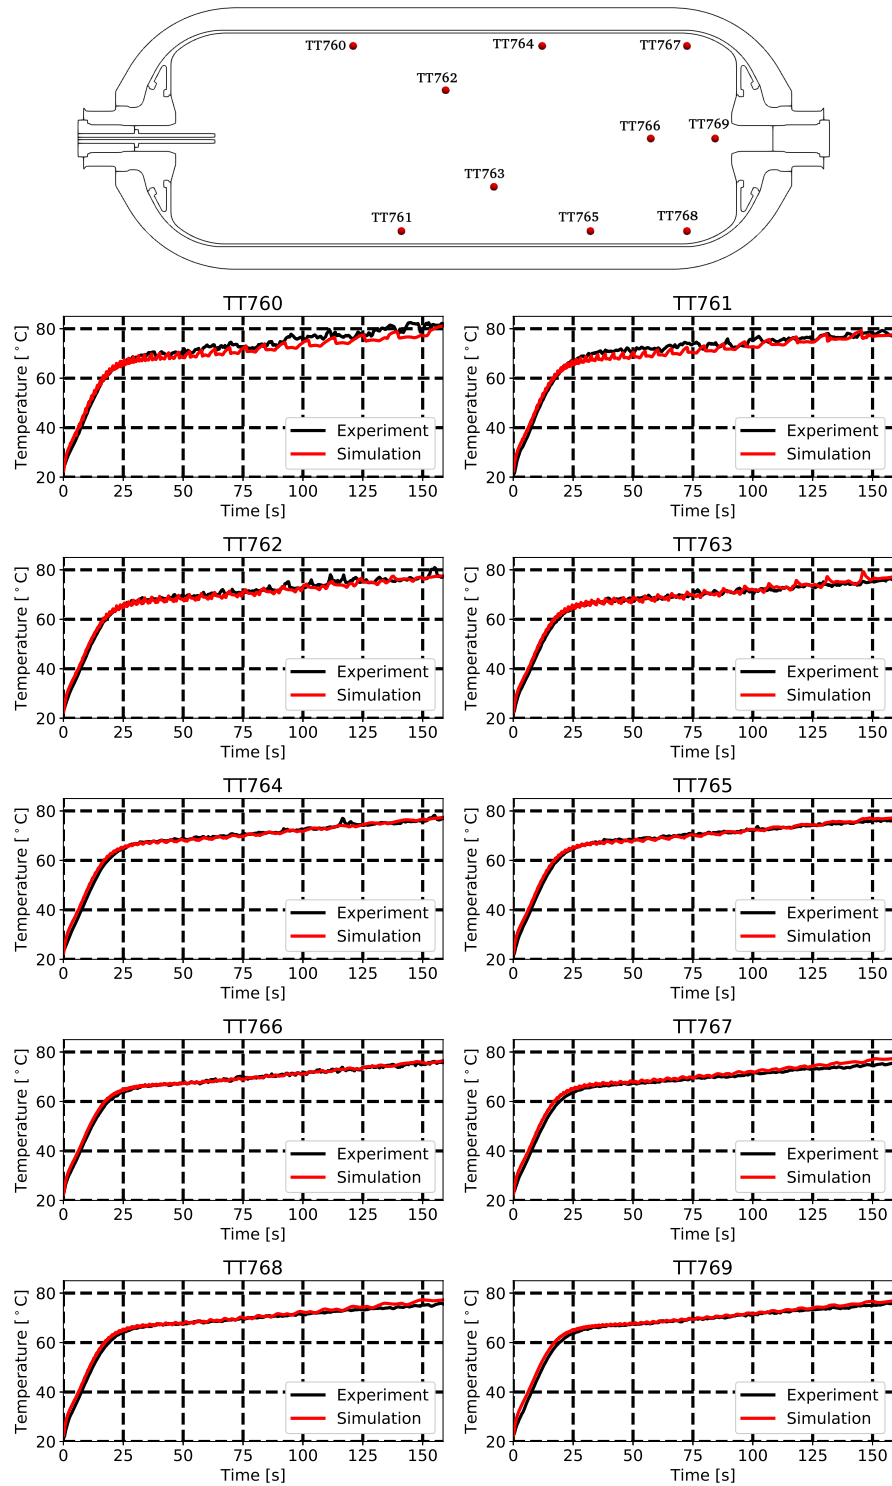 TT760
TT764
TT767
TT762
TT766
TT769
TT763
TT761
TT765
TT768
TT760
TT761
Temperature [°C]
80
60
40
20
Experiment
Simulation
0 25 50 75 100 125 150
Time [s]
Temperature [°C]
80
60
40
20
Experiment
Simulation
0 25 50 75 100 125 150
Time [s]
TT762
TT763
Temperature [°C]
80
60
40
20
Experiment
Simulation
0 25 50 75 100 125 150
Time [s]
Temperature [°C]
80
60
40
20
Experiment
Simulation
0 25 50 75 100 125 150
Time [s]
TT764
TT765
Temperature [°C]
80
60
40
20
Experiment
Simulation
0 25 50 75 100 125 150
Time [s]
Temperature [°C]
80
60
40
20
Experiment
Simulation
0 25 50 75 100 125 150
Time [s]
TT766
TT767
Temperature [°C]
80
60
40
20
Experiment
Simulation
0 25 50 75 100 125 150
Time [s]
Temperature [°C]
80
60
40
20
Experiment
Simulation
0 25 50 75 100 125 150
Time [s]
TT768
TT769
Temperature [°C]
80
60
40
20
Experiment
Simulation
0 25 50 75 100 125 150
Time [s]
Temperature [°C]
80
60
40
20
Experiment
Simulation
0 25 50 75 100 125 150
Time [s]